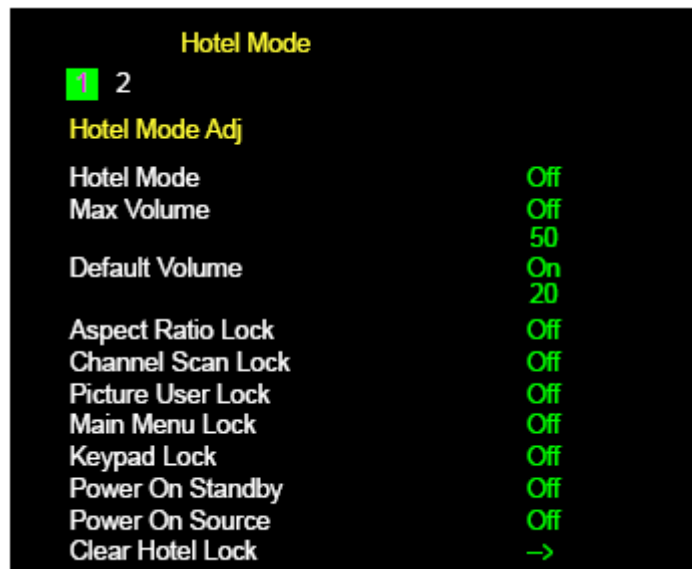 Hotel Mode
1 2
Hotel Mode Adj
Hotel Mode Off
Max Volume Off
50
Default Volume On
20
Aspect Ratio Lock Off
Channel Scan Lock Off
Picture User Lock Off
Main Menu Lock Off
Keypad Lock Off
Power On Standby Off
Power On Source Off
Clear Hotel Lock -->